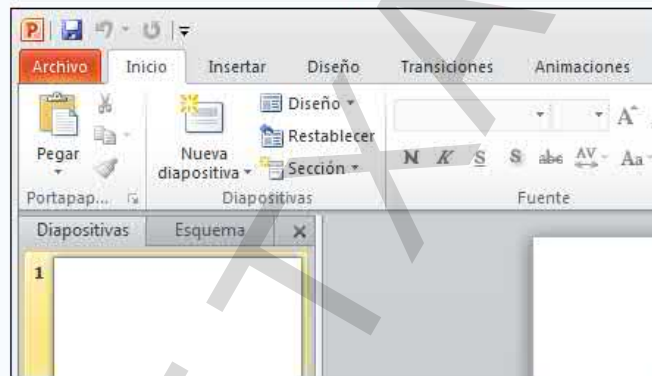 Archivo Inicio Insertar Diseño Transiciones Animaciones
Pegar
Portapap...
Nueva diapositiva
Diseño
Restablecer
Sección
Diapositivas
N K S S abc AV Aa
A
Fuente
Diapositivas Esquema
1